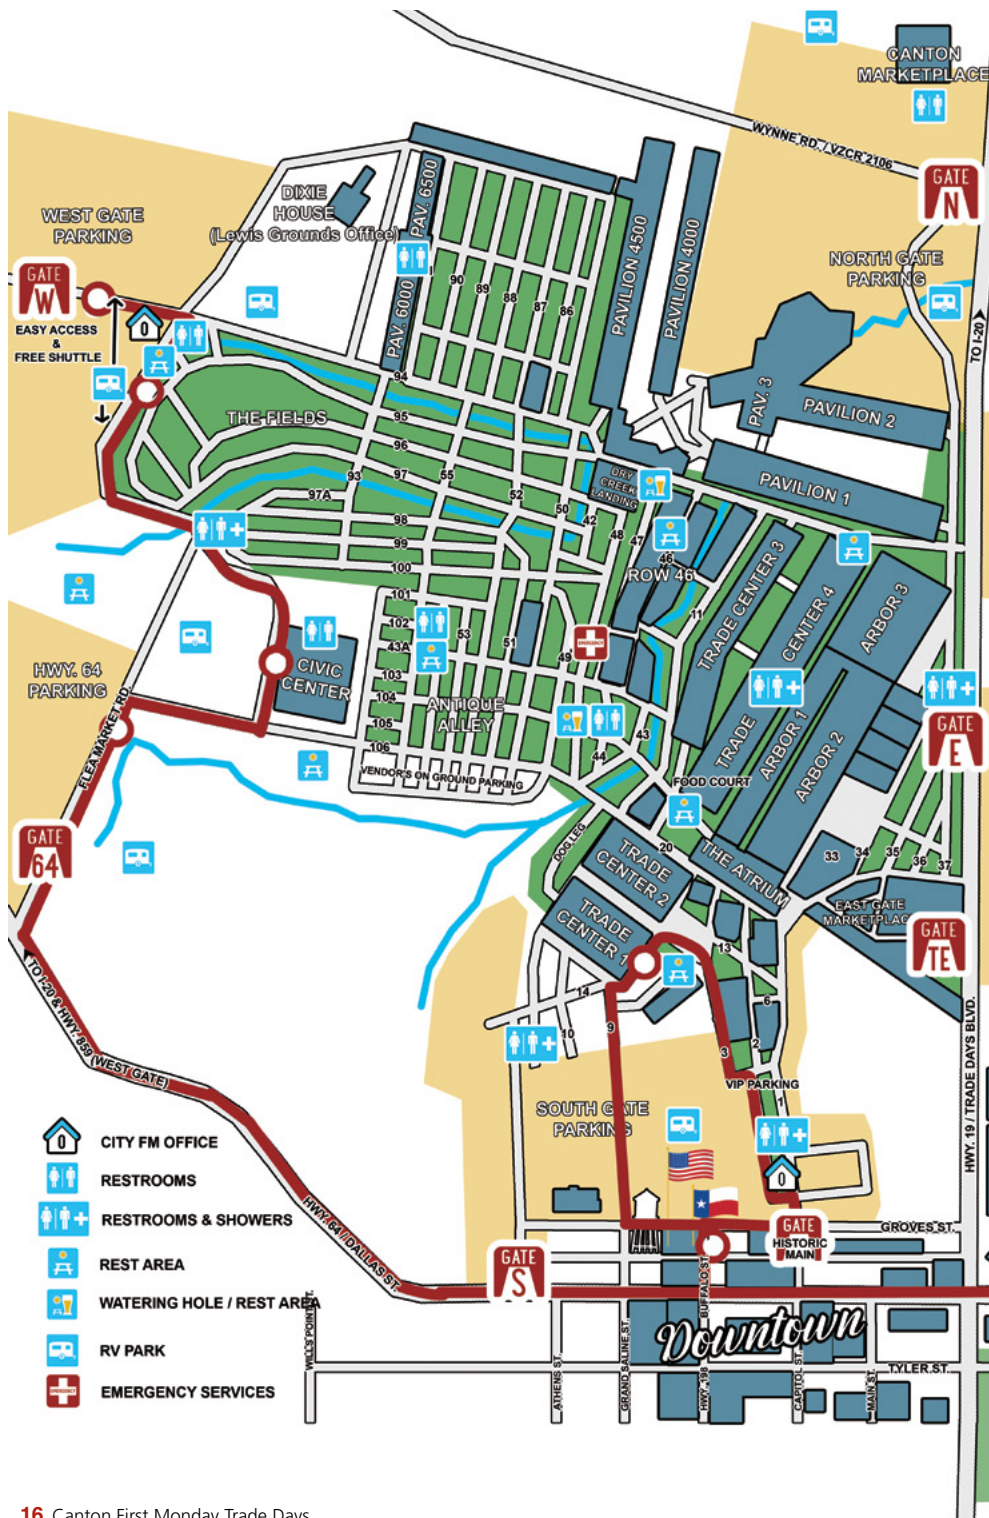 CANTON
MARKETPLACE
WYNNE RD. / VZCR 2106
GATE
N
DIXIE
HOUSE
(Lewis Grounds Office)
PAV. 6500
PAV. 6000
PAVILION 4500
PAVILION 4000
WEST GATE
PARKING
NORTH GATE
PARKING
GATE
W
EASY ACCESS
&
FREE SHUTTLE
0
90
89
88
87
86
TO I-20
PAV. 3
PAVILION 2
PAVILION 1
THE FIELDS
94
95
96
97
93
55
97A
52
50
42
98
99
100
DRY
CREEK
LANDING
48
47
46
ROW 46
11
TRADE CENTER 3
TRADE CENTER 4
ARBOR 3
ARBOR 1
ARBOR 2
101
102
43A
103
104
105
106
53
51
49
EMERGENCY
ANTIQUE
ALLEY
VENDOR'S ON GROUND PARKING
CIVIC
CENTER
HWY. 64
PARKING
FLEA MARKET RD.
43
44
FOOD COURT
GATE
E
GATE
64
DOG LEG
20
TRADE
CENTER 2
THE ATRIUM
33
34
35
36
37
EAST GATE
MARKETPLAC
TRADE
CENTER 1
GATE
TE
13
14
10
9
6
3
2
1
VIP PARKING
TO I-20 & HWY. 859 (WEST GATE)
HWY. 19 / TRADE DAYS BLVD.
SOUTH GATE
PARKING
0
HWY. 64 / DALLAS ST.
GATE
S
GATE
HISTORIC
MAIN
GROVES ST.
BUFFALO ST.
Downtown
WILLS POINT ST.
ATHENS ST.
GRAND SALINE ST.
HWY. 198
CAPITOL ST.
MAIN ST.
TYLER ST.
0
CITY FM OFFICE
RESTROOMS
RESTROOMS & SHOWERS
REST AREA
WATERING HOLE / REST AREA
RV PARK
EMERGENCY
EMERGENCY SERVICES
16 Canton First Monday Trade Days